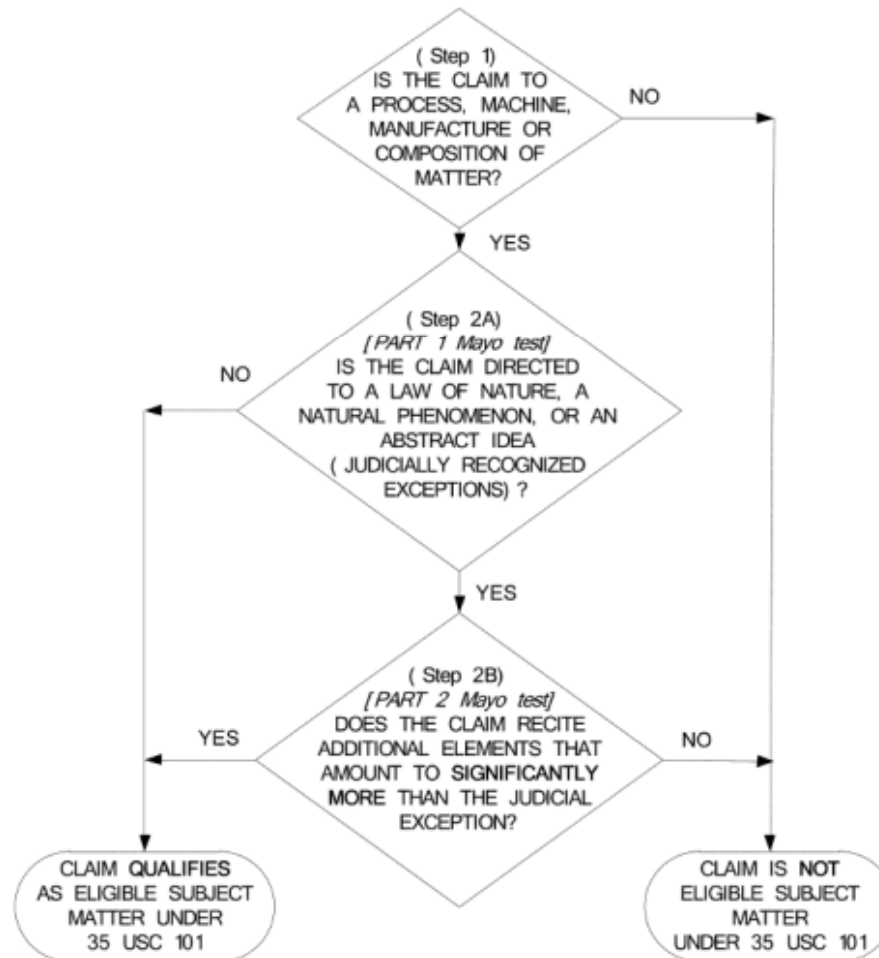 ( Step 1)
IS THE CLAIM TO
A PROCESS, MACHINE,
MANUFACTURE OR
COMPOSITION OF
MATTER?
NO
YES
( Step 2A)
[PART 1 Mayo test]
IS THE CLAIM DIRECTED
TO A LAW OF NATURE, A
NATURAL PHENOMENON, OR AN
ABSTRACT IDEA
( JUDICIALLY RECOGNIZED
EXCEPTIONS) ?
NO
YES
( Step 2B)
[PART 2 Mayo test]
DOES THE CLAIM RECITE
ADDITIONAL ELEMENTS THAT
AMOUNT TO SIGNIFICANTLY
MORE THAN THE JUDICIAL
EXCEPTION?
YES
NO
CLAIM QUALIFIES
AS ELIGIBLE SUBJECT
MATTER UNDER
35 USC 101
CLAIM IS NOT
ELIGIBLE SUBJECT
MATTER
UNDER 35 USC 101